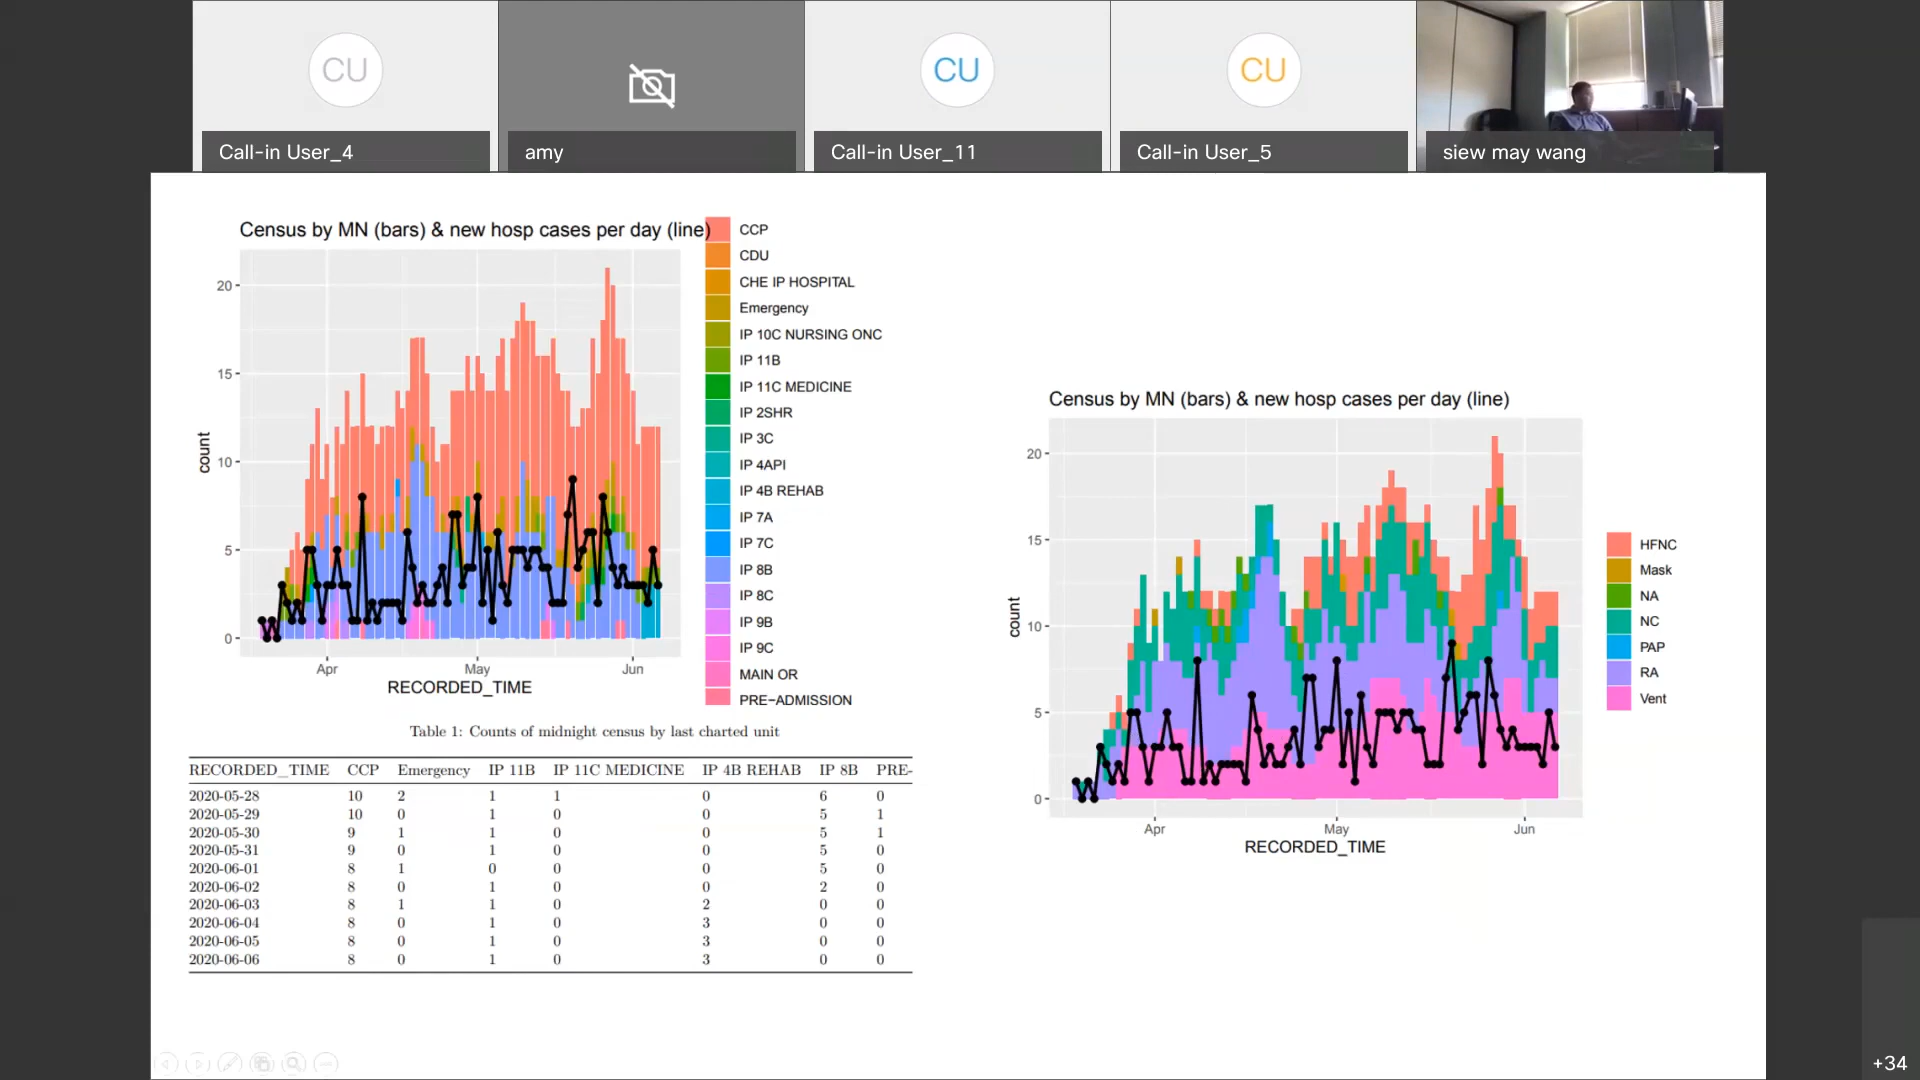 CU
CU
CU
Call-in User_4
amy
Call-in User_11
Call-in User_5
siew may wang
Census by MN (bars) & new hosp cases per day (line)
20
15
10
5
0
count
Apr
May
Jun
RECORDED_TIME
CCP
CDU
CHE IP HOSPITAL
Emergency
IP 10C NURSING ONC
IP 11B
IP 11C MEDICINE
IP 2SHR
IP 3C
IP 4API
IP 4B REHAB
IP 7A
IP 7C
IP 8B
IP 8C
IP 9B
IP 9C
MAIN OR
PRE−ADMISSION
Table 1: Counts of midnight census by last charted unit
RECORDED_TIME CCP Emergency IP 11B IP 11C MEDICINE IP 4B REHAB IP 8B PRE-
2020-05-28 10 2 1 1 0 6 0
2020-05-29 10 0 1 0 0 5 1
2020-05-30 9 1 1 0 0 5 1
2020-05-31 9 0 1 0 0 5 0
2020-06-01 8 1 0 0 0 5 0
2020-06-02 8 0 1 0 0 2 0
2020-06-03 8 1 1 0 2 0 0
2020-06-04 8 0 1 0 3 0 0
2020-06-05 8 0 1 0 3 0 0
2020-06-06 8 0 1 0 3 0 0
Census by MN (bars) & new hosp cases per day (line)
20
15
10
5
0
count
Apr
May
Jun
RECORDED_TIME
HFNC
Mask
NA
NC
PAP
RA
Vent
+34